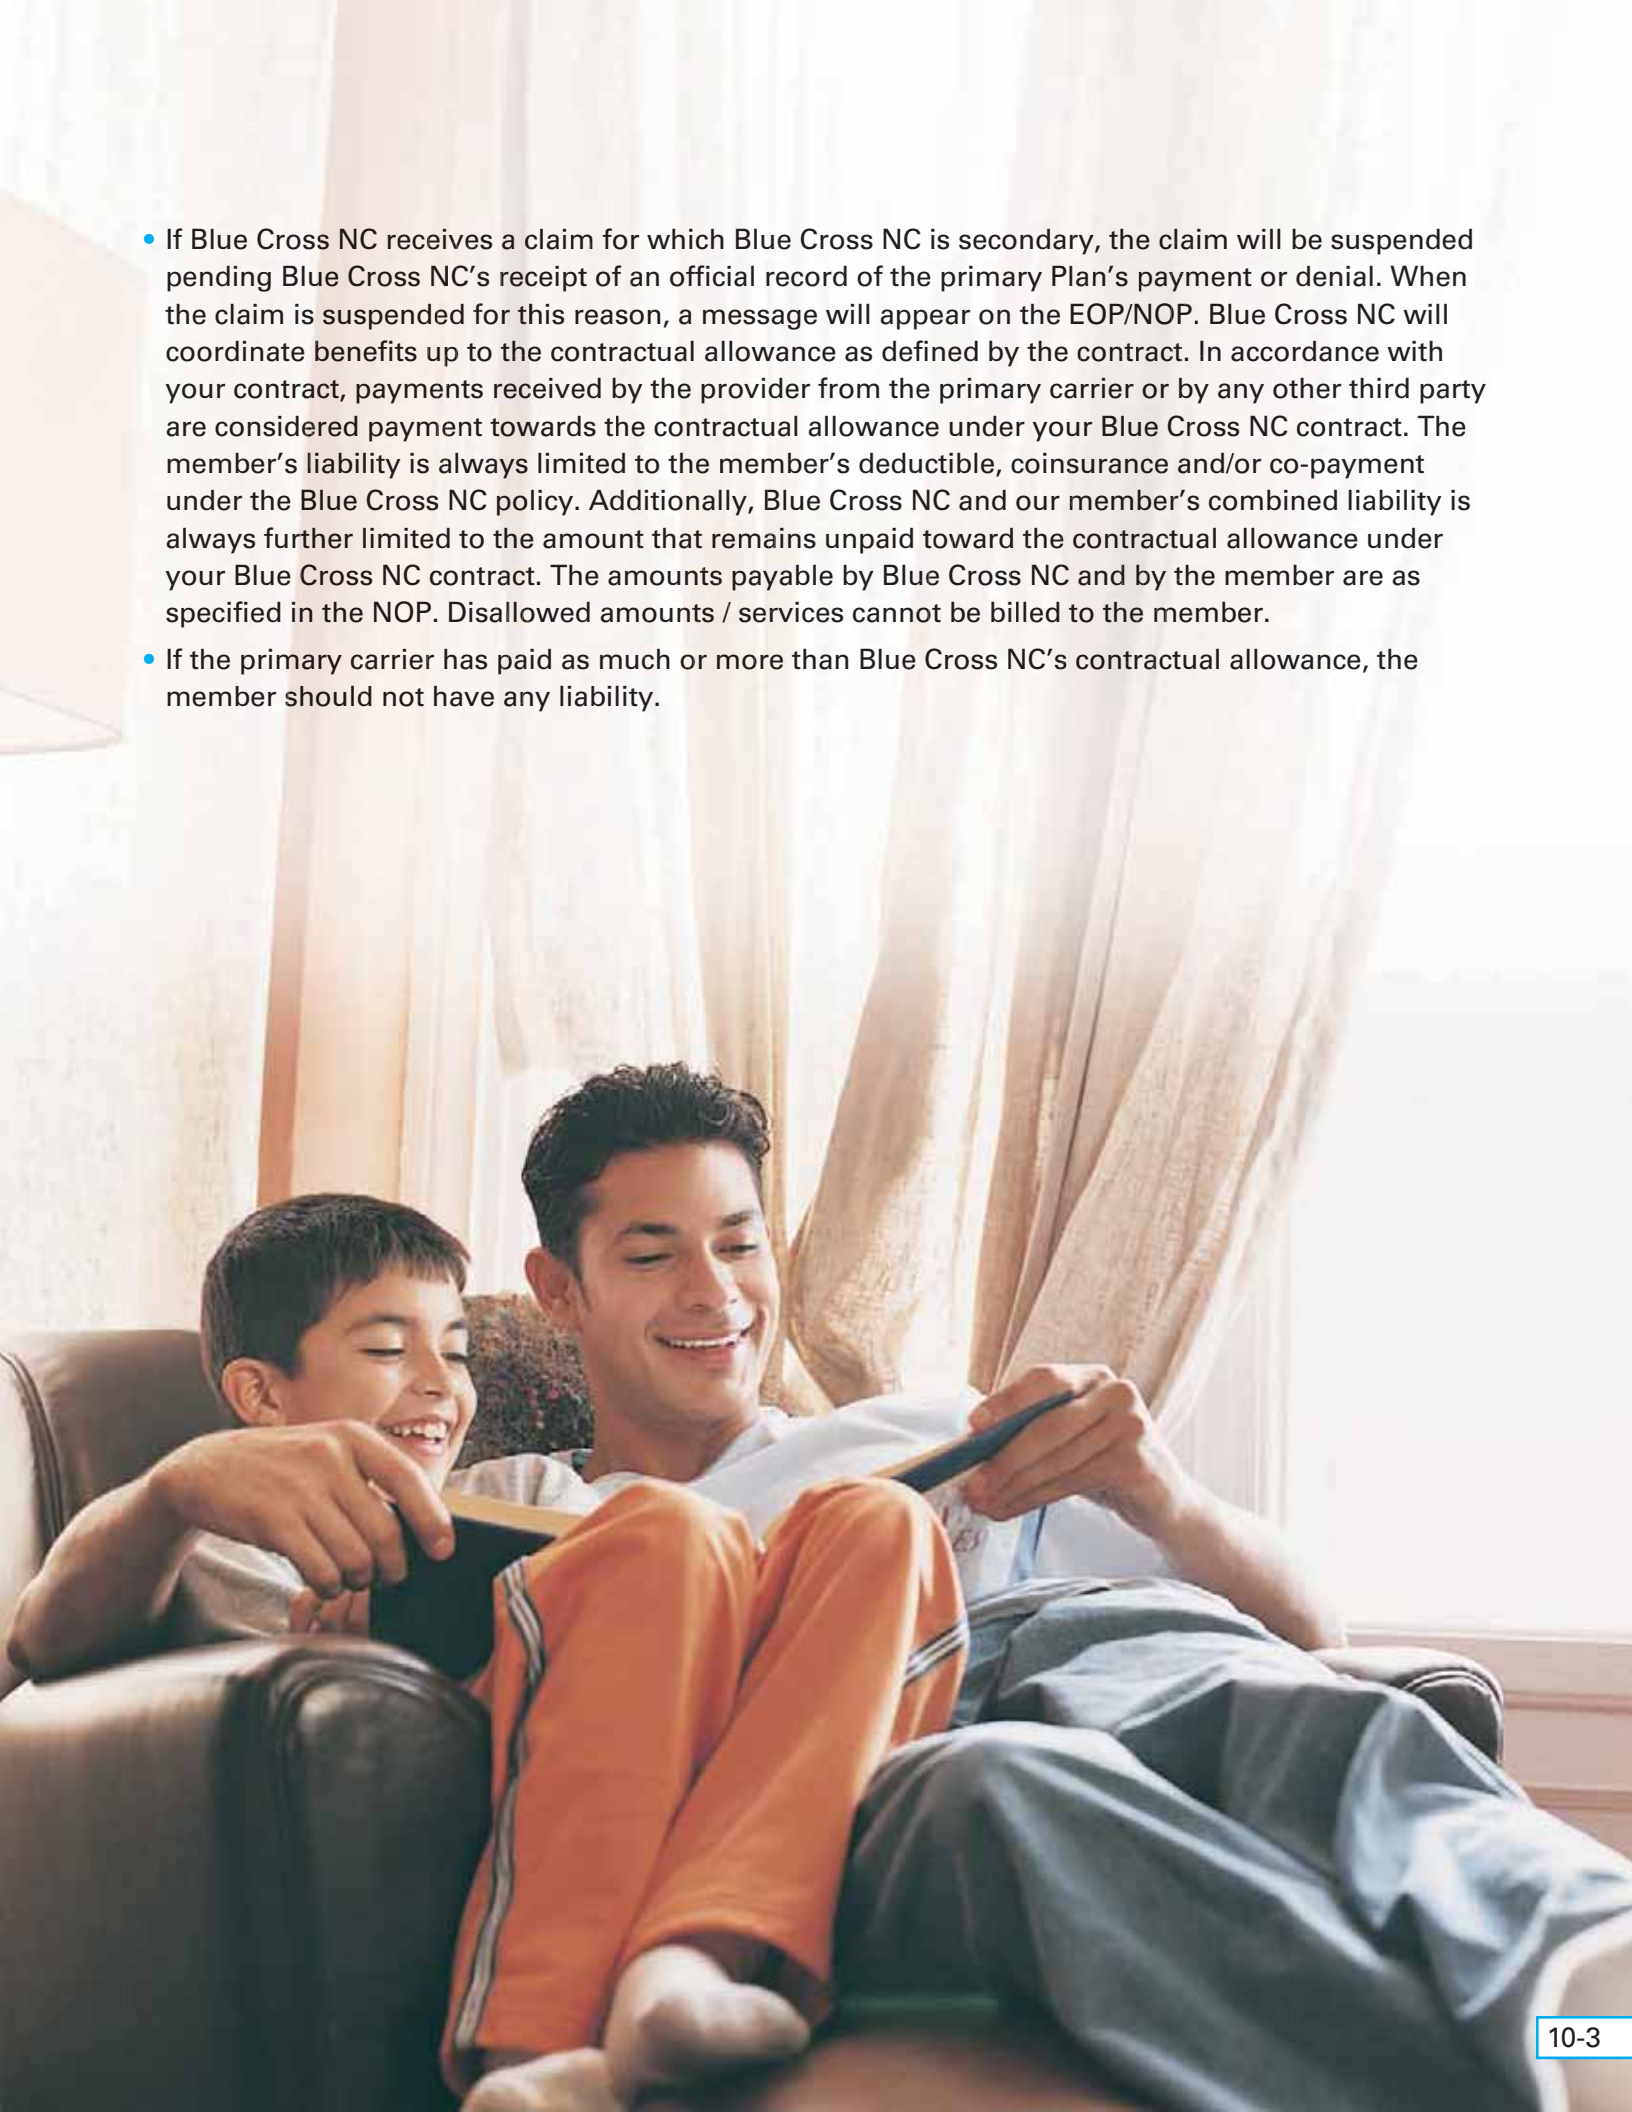 • If Blue Cross NC receives a claim for which Blue Cross NC is secondary, the claim will be suspended
pending Blue Cross NC’s receipt of an official record of the primary Plan’s payment or denial. When
the claim is suspended for this reason, a message will appear on the EOP/NOP. Blue Cross NC will
coordinate benefits up to the contractual allowance as defined by the contract. In accordance with
your contract, payments received by the provider from the primary carrier or by any other third party
are considered payment towards the contractual allowance under your Blue Cross NC contract. The
member’s liability is always limited to the member’s deductible, coinsurance and/or co-payment
under the Blue Cross NC policy. Additionally, Blue Cross NC and our member’s combined liability is
always further limited to the amount that remains unpaid toward the contractual allowance under
your Blue Cross NC contract. The amounts payable by Blue Cross NC and by the member are as
specified in the NOP. Disallowed amounts / services cannot be billed to the member.
• If the primary carrier has paid as much or more than Blue Cross NC’s contractual allowance, the
member should not have any liability.
10-3